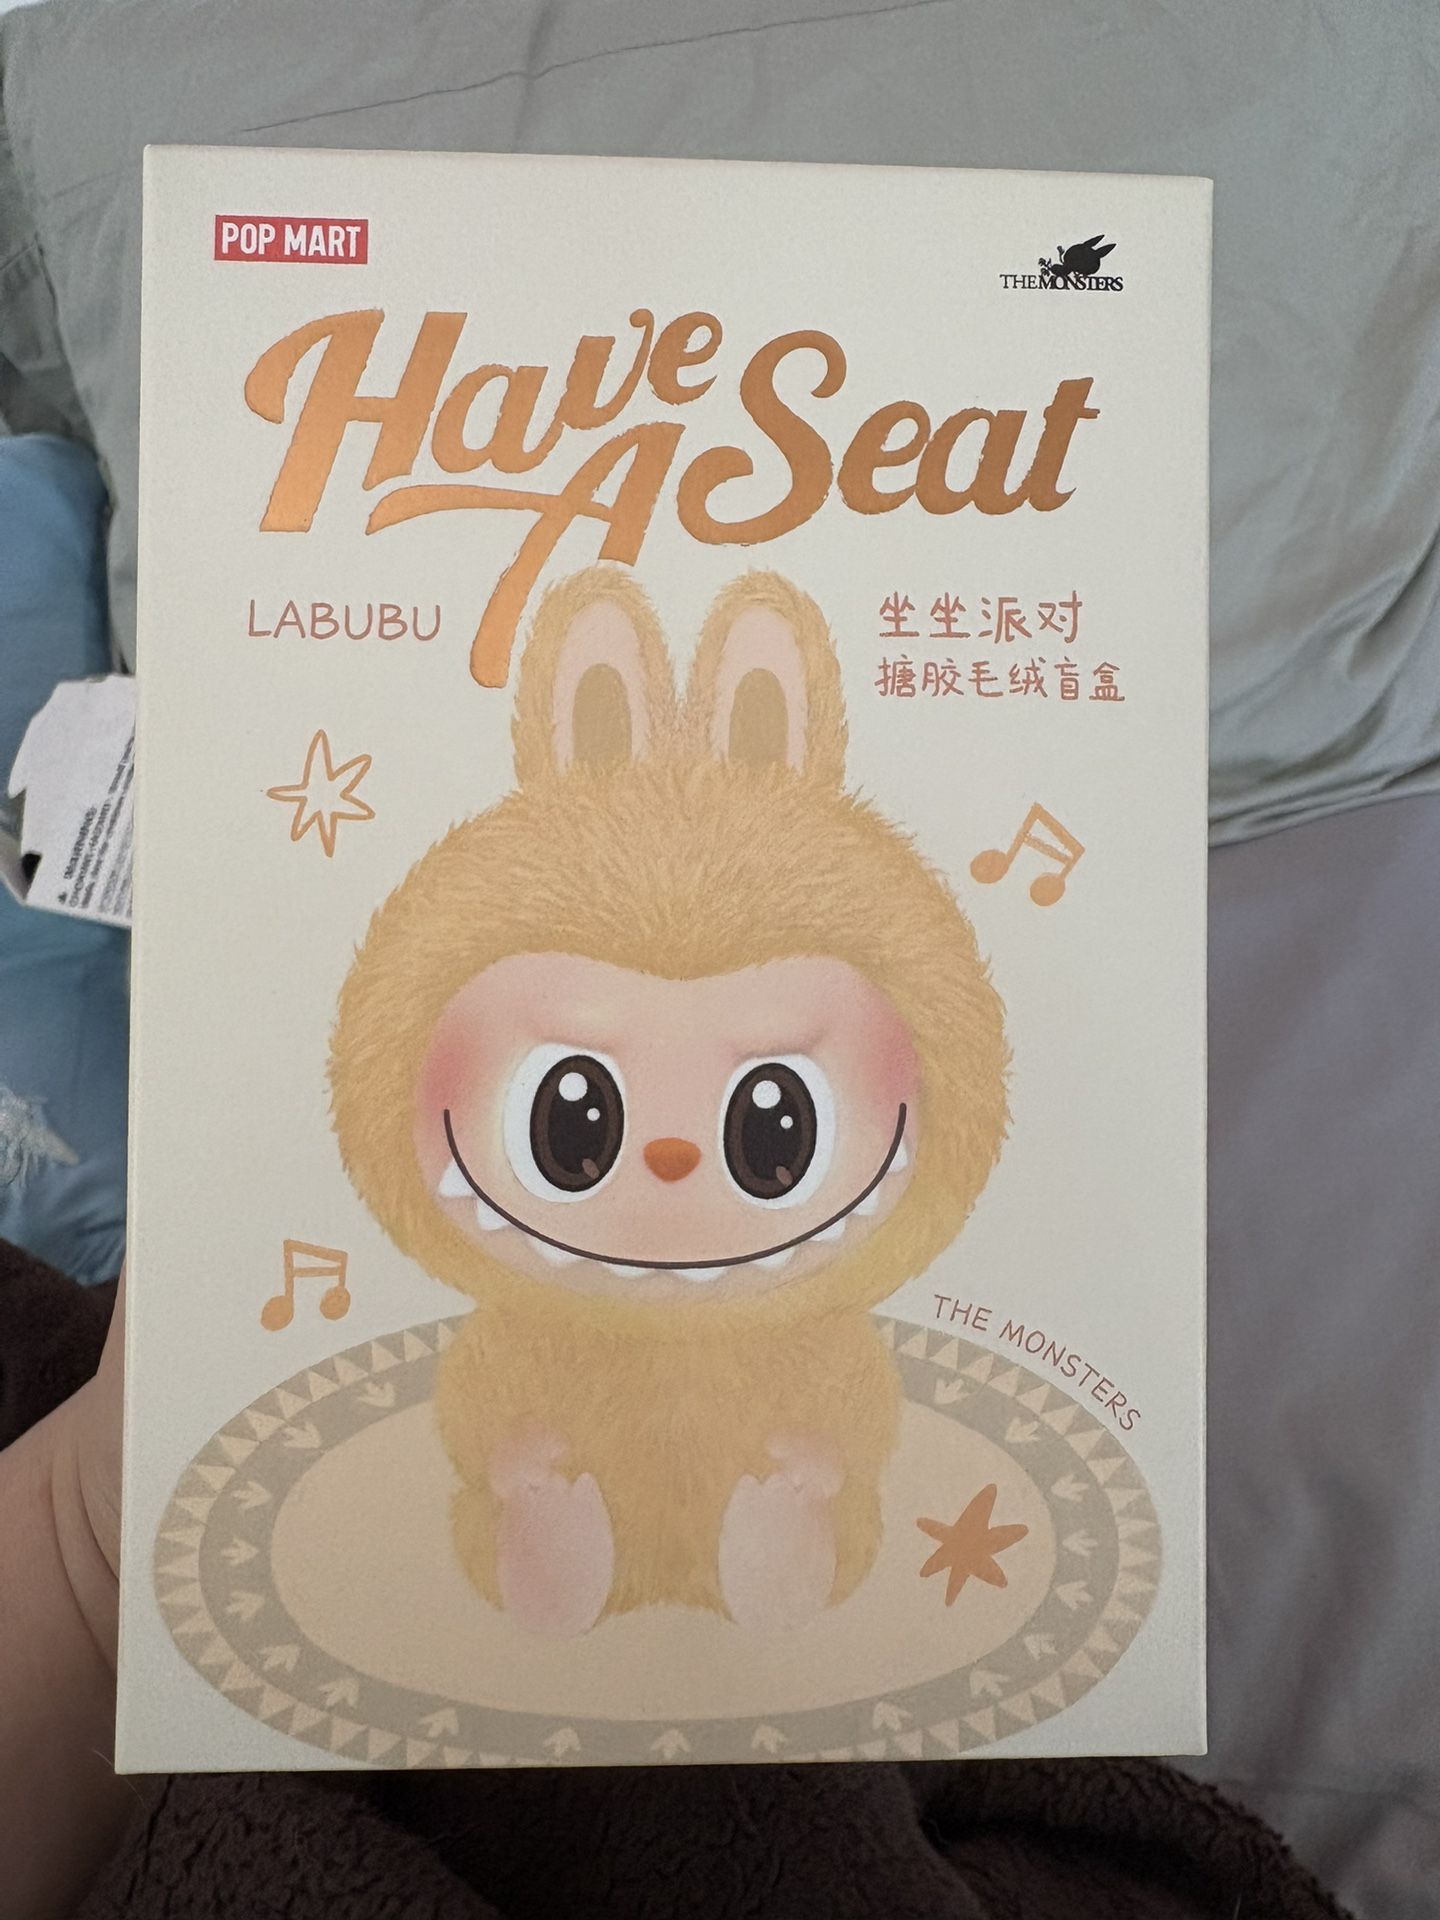 POP MART
THE MONSTERS
Have
A Seat
LABUBU
坐坐派对
搪胶毛绒盲盒
THE MONSTERS
WARNING: